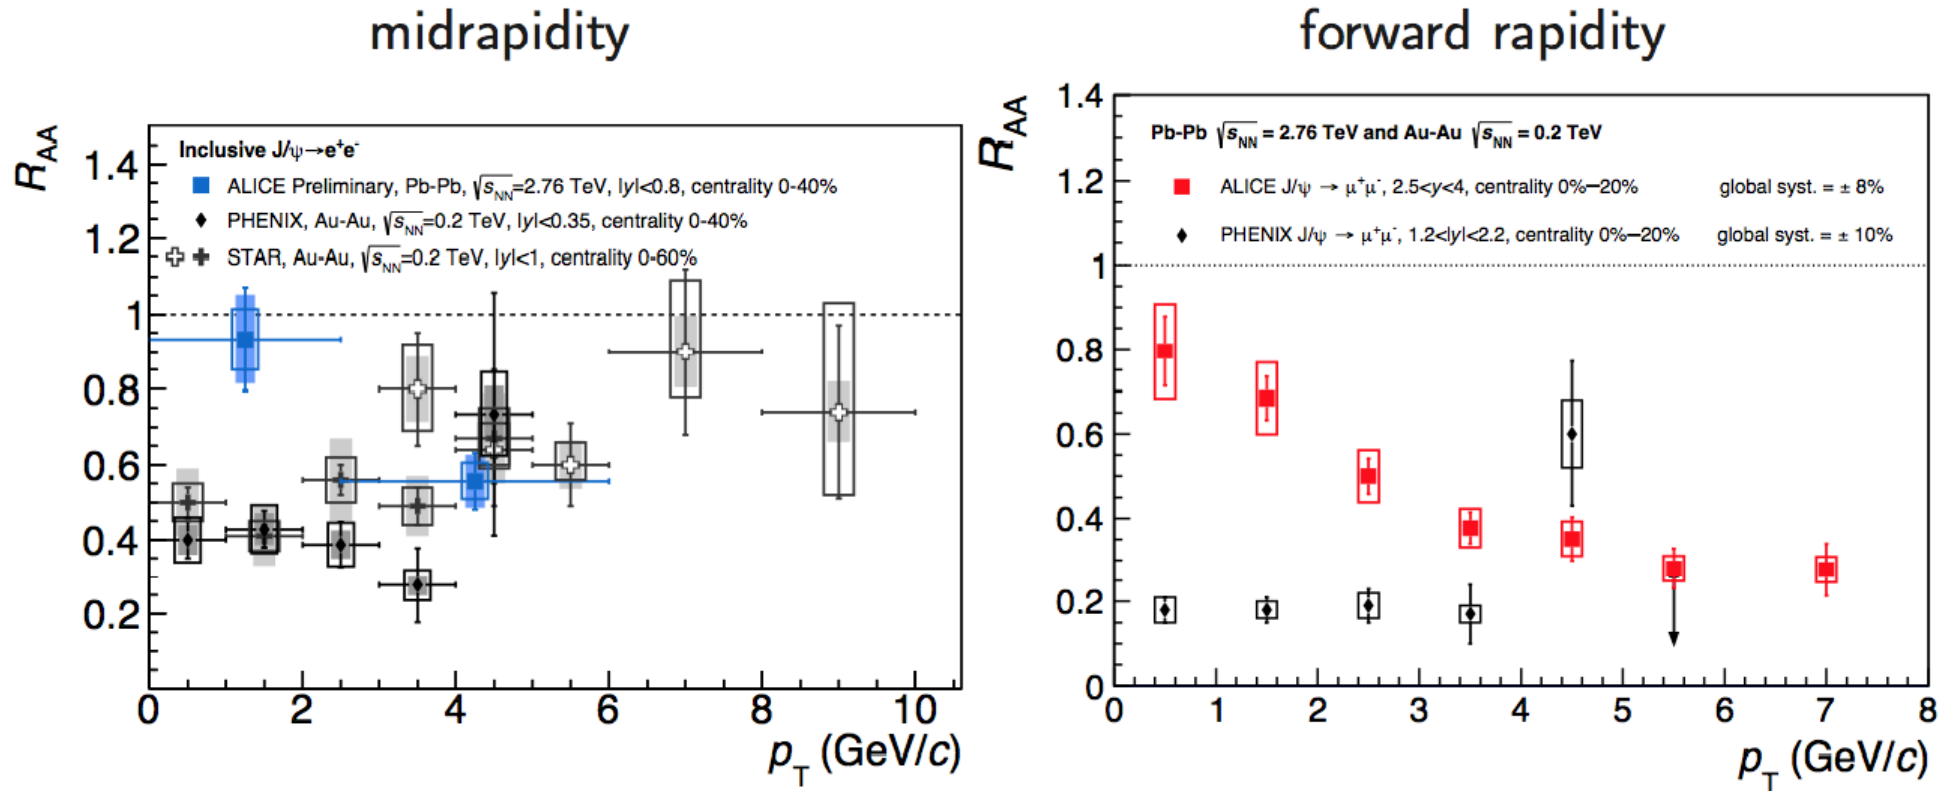 midrapidity
R_AA
Inclusive J/ψ→e⁺e⁻
ALICE Preliminary, Pb-Pb, √s_NN=2.76 TeV, |y|<0.8, centrality 0-40%
PHENIX, Au-Au, √s_NN=0.2 TeV, |y|<0.35, centrality 0-40%
STAR, Au-Au, √s_NN=0.2 TeV, |y|<1, centrality 0-60%
1.4
1.2
1
0.8
0.6
0.4
0.2
0 2 4 6 8 10
p_T (GeV/c)
forward rapidity
R_AA
Pb-Pb √s_NN = 2.76 TeV and Au-Au √s_NN = 0.2 TeV
ALICE J/ψ → μ⁺μ⁻, 2.5<y<4, centrality 0%–20% global syst. = ± 8%
PHENIX J/ψ → μ⁺μ⁻, 1.2<|y|<2.2, centrality 0%–20% global syst. = ± 10%
1.4
1.2
1
0.8
0.6
0.4
0.2
0
0 1 2 3 4 5 6 7 8
p_T (GeV/c)